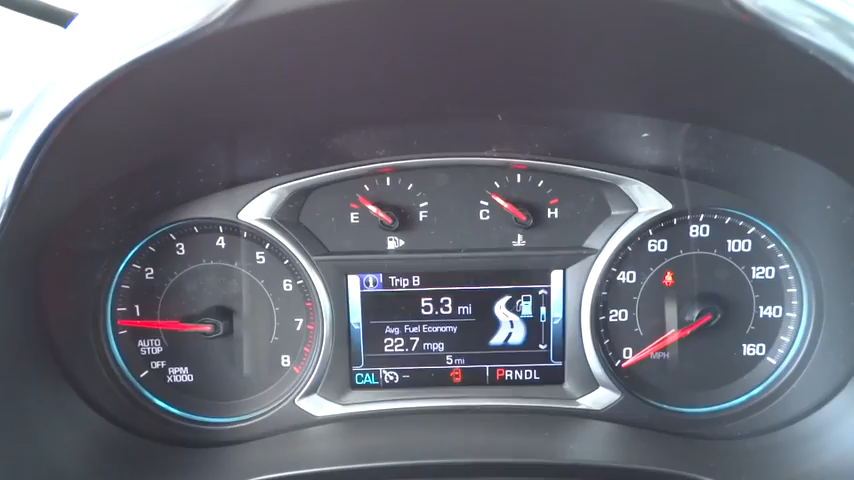 E F
C H
1 2 3 4 5 6 7 8
AUTO
STOP
OFF
RPM
X1000
Trip B
5.3 mi
Avg. Fuel Economy
22.7 mpg
5 mi
CAL -- PRNDL
0 20 40 60 80 100 120 140 160
MPH